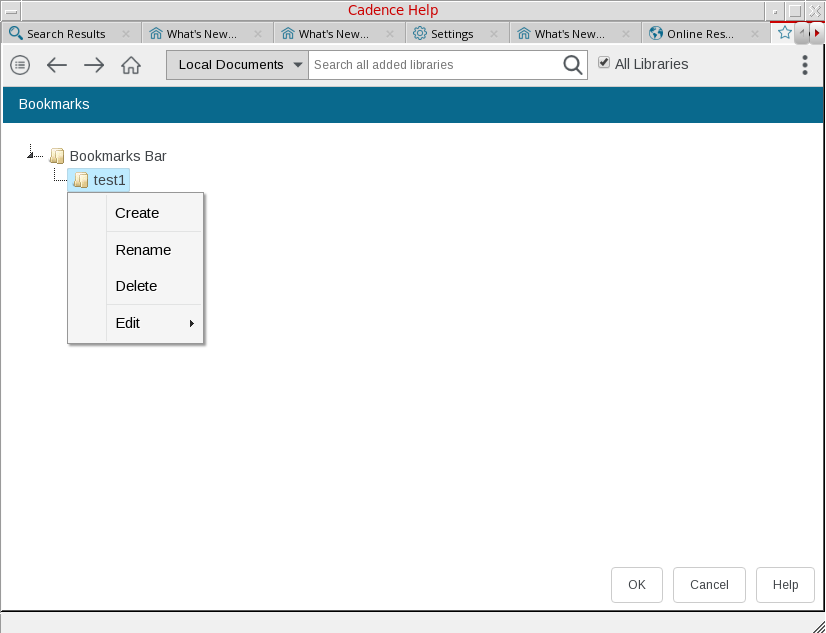 Cadence Help
Search Results
What's New...
What's New...
Settings
What's New...
Online Res...
Local Documents
Search all added libraries
All Libraries
Bookmarks
Bookmarks Bar
test1
Create
Rename
Delete
Edit
OK
Cancel
Help